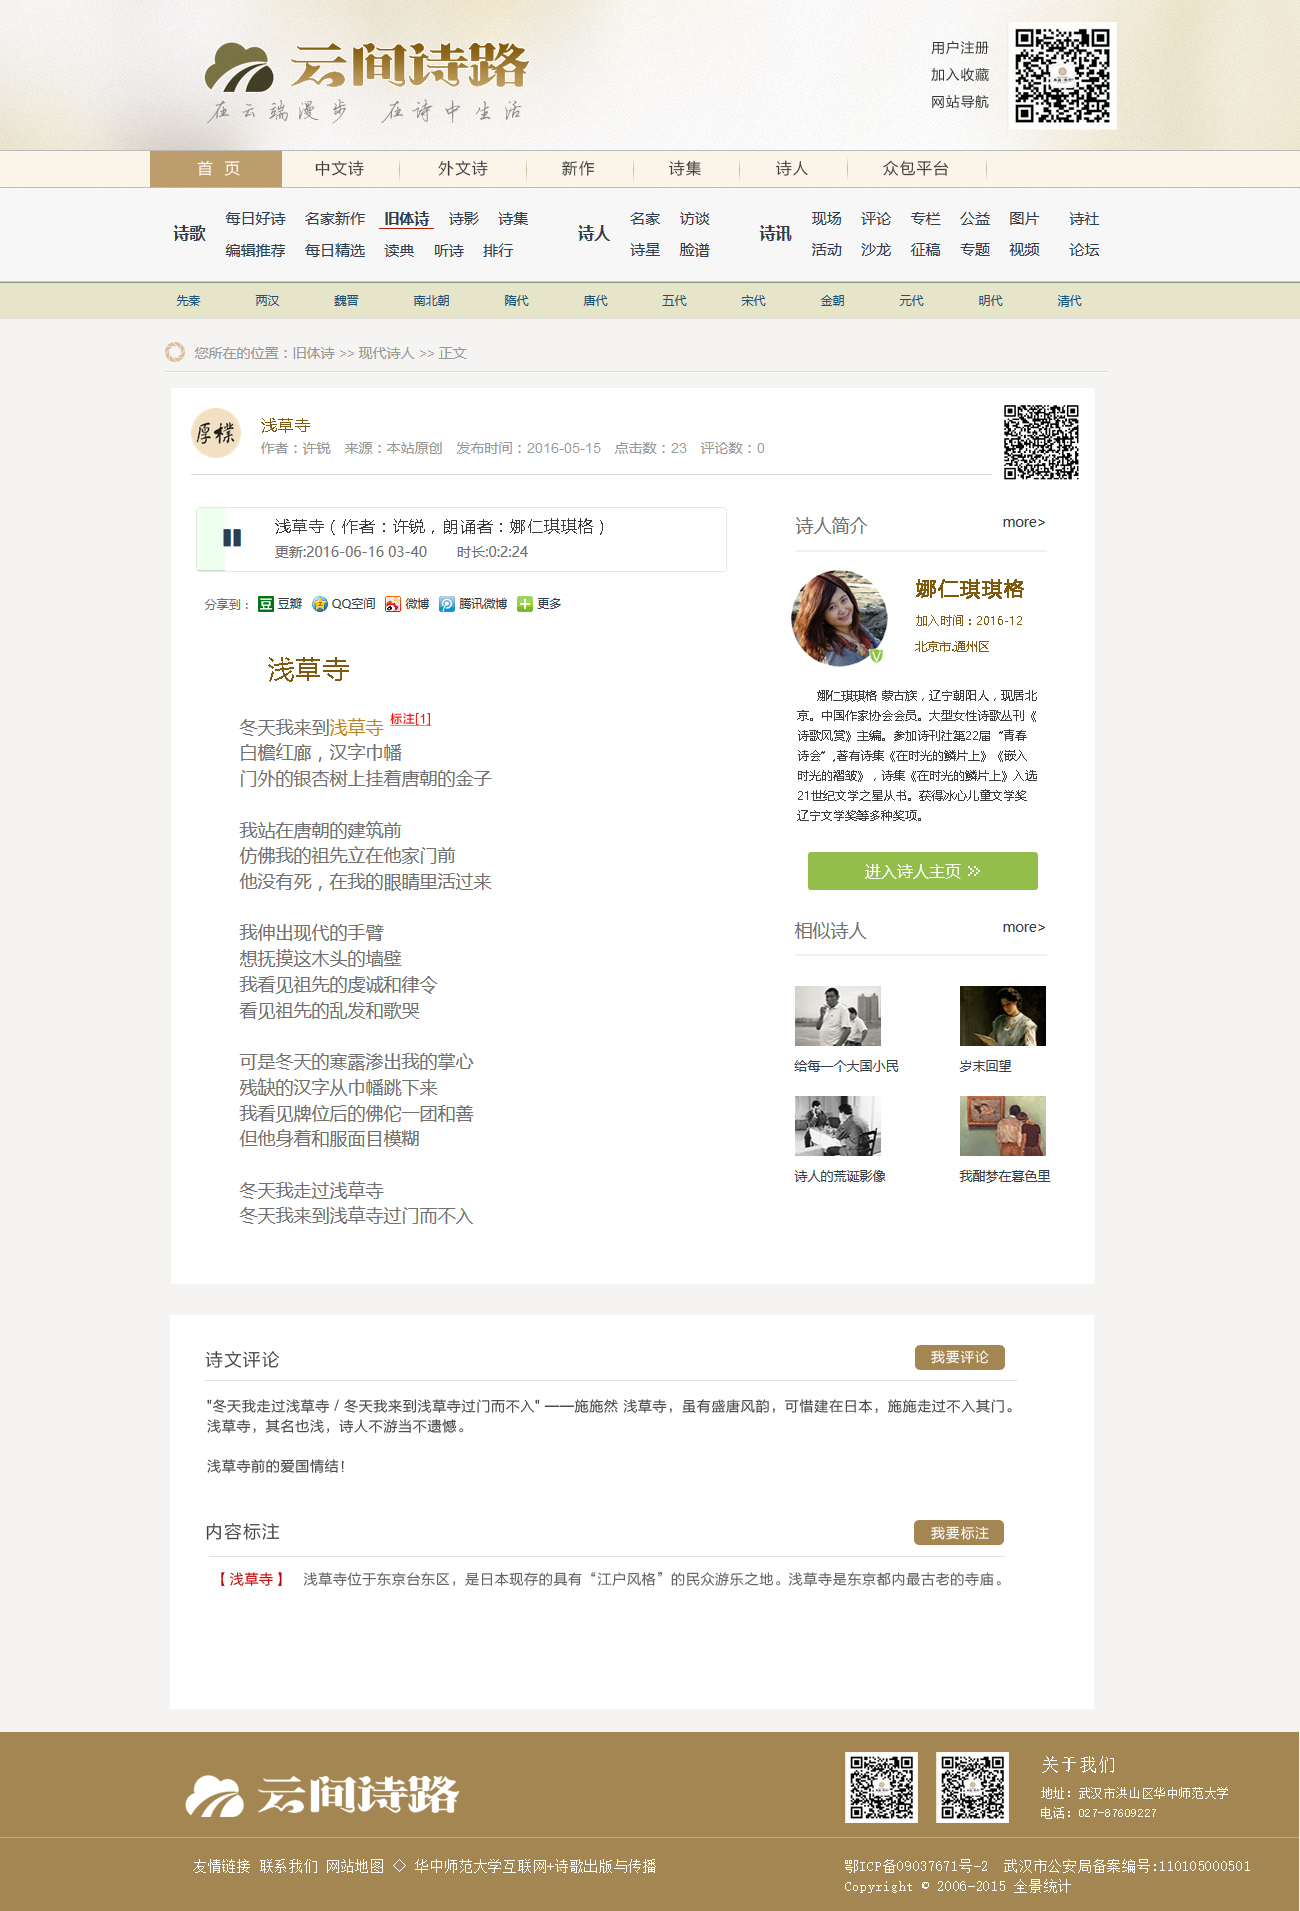 云间诗路
在云端漫步 在诗中生活
用户注册
加入收藏
网站导航
首 页 中文诗 外文诗 新作 诗集 诗人 众包平台
诗歌 每日好诗 名家新作 旧体诗 诗影 诗集
编辑推荐 每日精选 读典 听诗 排行
诗人 名家 访谈
诗星 脸谱
诗讯 现场 评论 专栏 公益 图片 诗社
活动 沙龙 征稿 专题 视频 论坛
先秦 两汉 魏晋 南北朝 隋代 唐代 五代 宋代 金朝 元代 明代 清代
您所在的位置：旧体诗 >> 现代诗人 >> 正文
厚樸
浅草寺
作者：许锐 来源：本站原创 发布时间：2016-05-15 点击数：23 评论数：0
浅草寺（作者：许锐，朗诵者：娜仁琪琪格）
更新:2016-06-16 03-40 时长:0:2:24
分享到： 豆 豆瓣 QQ空间 微博 腾讯微博 更多
浅草寺
冬天我来到浅草寺 标注[1]
白檐红廊，汉字巾幡
门外的银杏树上挂着唐朝的金子
我站在唐朝的建筑前
仿佛我的祖先立在他家门前
他没有死，在我的眼睛里活过来
我伸出现代的手臂
想抚摸这木头的墙壁
我看见祖先的虔诚和律令
看见祖先的乱发和歌哭
可是冬天的寒露渗出我的掌心
残缺的汉字从巾幡跳下来
我看见牌位后的佛佗一团和善
但他身着和服面目模糊
冬天我走过浅草寺
冬天我来到浅草寺过门而不入
诗人简介 more>
娜仁琪琪格
加入时间：2016-12
北京市.通州区
V
娜仁琪琪格 蒙古族，辽宁朝阳人，现居北
京。中国作家协会会员。大型女性诗歌丛刊《
诗歌风赏》主编。参加诗刊社第22届 “青春
诗会”,著有诗集《在时光的鳞片上》《嵌入
时光的褶皱》，诗集《在时光的鳞片上》入选
21世纪文学之星丛书。获得冰心儿童文学奖
辽宁文学奖等多种奖项。
进入诗人主页
相似诗人 more>
给每一个大国小民 岁末回望
诗人的荒诞影像 我酣梦在暮色里
诗文评论 我要评论
"冬天我走过浅草寺 / 冬天我来到浅草寺过门而不入" ——施施然 浅草寺，虽有盛唐风韵，可惜建在日本，施施走过不入其门。
浅草寺，其名也浅，诗人不游当不遗憾。
浅草寺前的爱国情结！
内容标注 我要标注
【 浅草寺 】 浅草寺位于东京台东区，是日本现存的具有“江户风格”的民众游乐之地。浅草寺是东京都内最古老的寺庙。
云间诗路
关于我们
地址：武汉市洪山区华中师范大学
电话：027-87609227
友情链接 联系我们 网站地图 ◇ 华中师范大学互联网+诗歌出版与传播
鄂ICP备09037671号-2 武汉市公安局备案编号:110105000501
Copyright © 2006-2015 全景统计